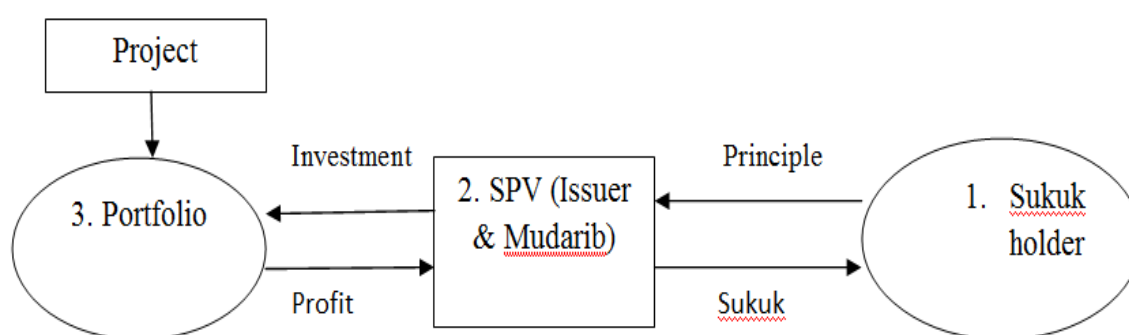 Project
Investment
Principle
3. Portfolio
2. SPV (Issuer
& Mudarib)
1. Sukuk
holder
Profit
Sukuk